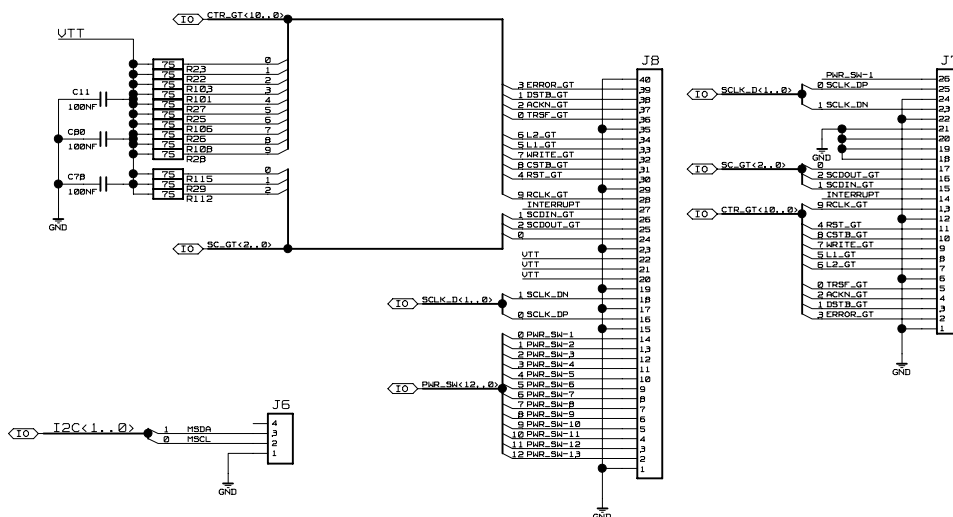 IO CTR_GT<10..0>
VTT
75 R23 0
75 R22 1
75 R103 2
75 R101 3
75 R27 4
75 R25 5
75 R106 6
75 R26 7
75 R108 8
75 R28 9
C11
100NF
C80
100NF
C78
100NF
75 R115 0
75 R29 1
75 R112 2
GND
IO SC_GT<2..0>
J8
40
3 ERROR_GT 39
1 DSTB_GT 38
2 ACKN_GT 37
0 TRSF_GT 36
35
6 L2_GT 34
5 L1_GT 33
7 WRITE_GT 32
8 CSTB_GT 31
4 RST_GT 30
29
9 RCLK_GT 28
INTERRUPT 27
1 SCDIN_GT 26
2 SCDOUT_GT 25
0 24
23
VTT 22
VTT 21
VTT 20
19
IO SCLK_D<1..0> 1 SCLK_DN 18
17
0 SCLK_DP 16
15
0 PWR_SW-1 14
1 PWR_SW-2 13
2 PWR_SW-3 12
3 PWR_SW-4 11
4 PWR_SW-5 10
IO PWR_SW<12..0> 5 PWR_SW-6 9
6 PWR_SW-7 8
7 PWR_SW-8 7
8 PWR_SW-9 6
9 PWR_SW-10 5
10 PWR_SW-11 4
11 PWR_SW-12 3
12 PWR_SW-13 2
1
GND
J7
PWR_SW-1 26
IO SCLK_D<1..0> 0 SCLK_DP 25
24
1 SCLK_DN 23
22
21
20
19
GND 18
IO SC_GT<2..0> 0 17
2 SCDOUT_GT 16
1 SCDIN_GT 15
INTERRUPT 14
IO CTR_GT<10..0> 9 RCLK_GT 13
12
4 RST_GT 11
8 CSTB_GT 10
7 WRITE_GT 9
5 L1_GT 8
6 L2_GT 7
6
0 TRSF_GT 5
2 ACKN_GT 4
1 DSTB_GT 3
3 ERROR_GT 2
1
GND
J6
4
IO I2C<1..0> 1 MSDA 3
0 MSCL 2
1
GND